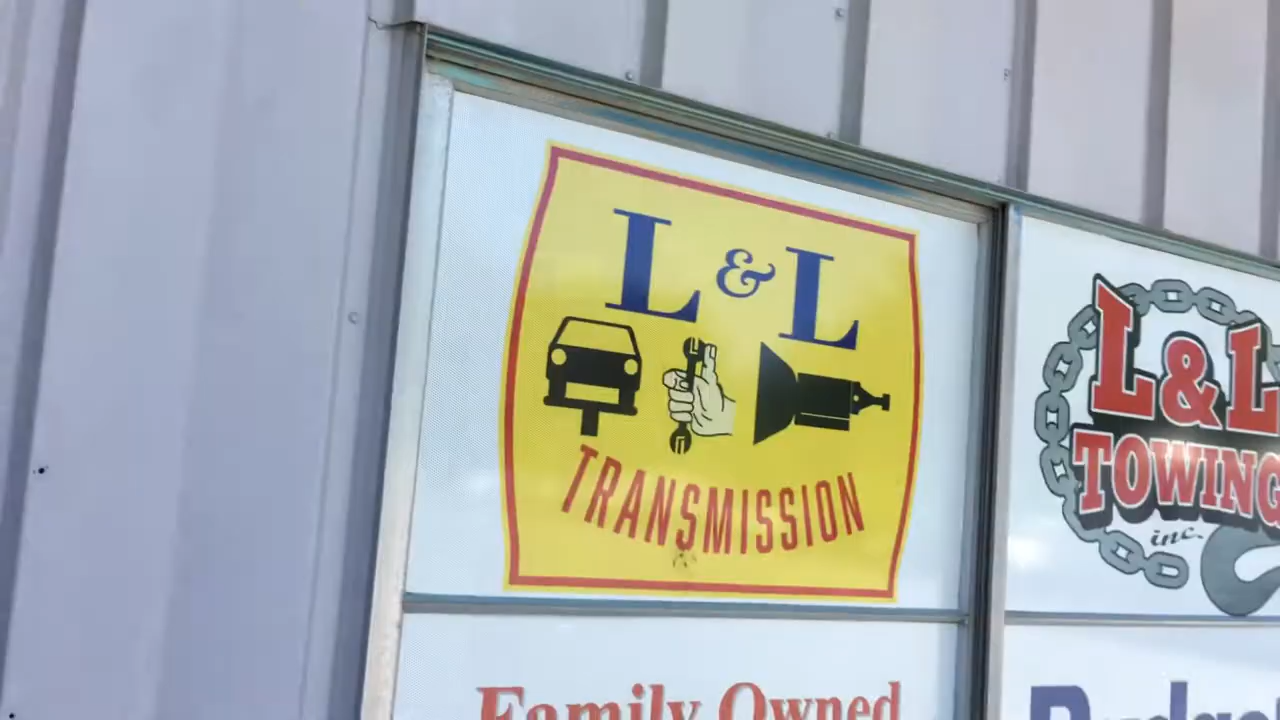 L & L
TRANSMISSION
Family Owned
L&L
TOWING
inc.